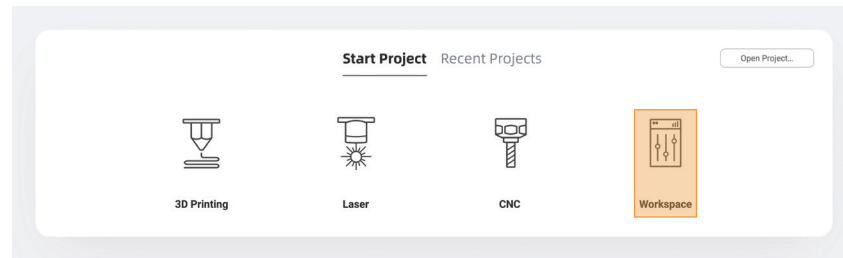 Start Project Recent Projects
Open Project...
3D Printing
Laser
CNC
Workspace